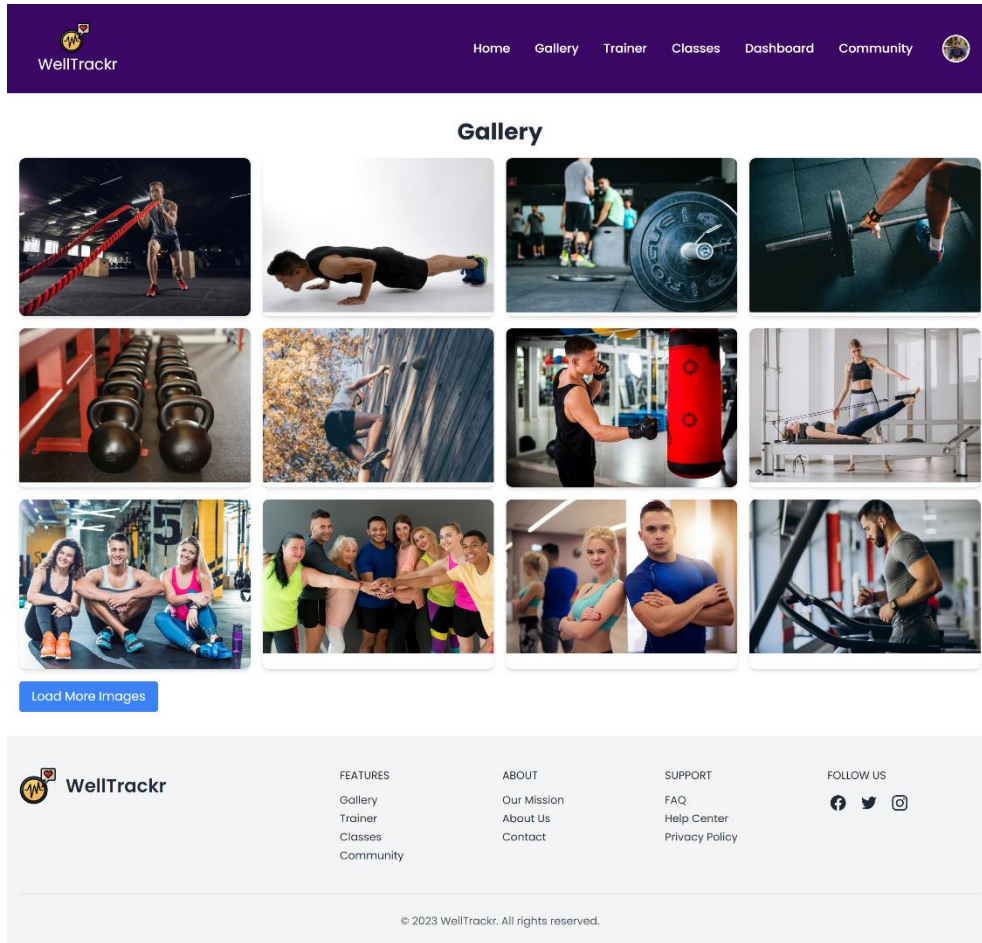 WellTrackr
Home Gallery Trainer Classes Dashboard Community
Gallery
5
Load More Images
WellTrackr
FEATURES
Gallery
Trainer
Classes
Community
ABOUT
Our Mission
About Us
Contact
SUPPORT
FAQ
Help Center
Privacy Policy
FOLLOW US
© 2023 WellTrackr. All rights reserved.